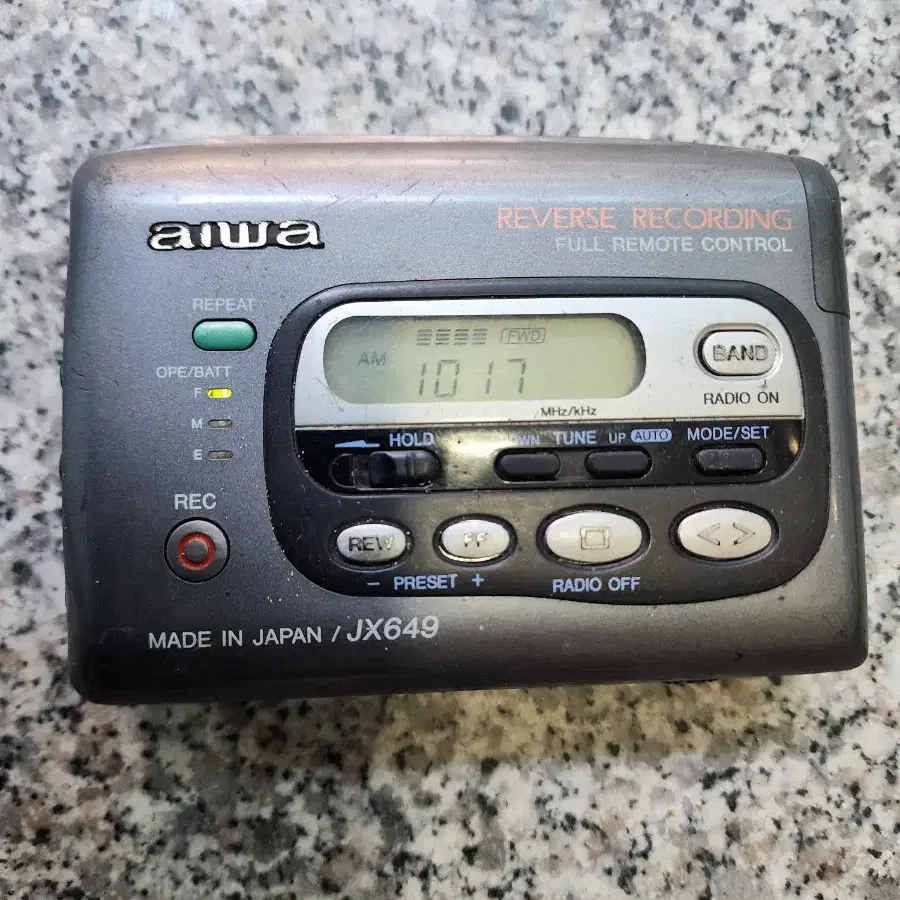 aiwa
REVERSE RECORDING
FULL REMOTE CONTROL
REPEAT
OPE/BATT
F
M
E
FWD
AM
1017
MHz/kHz
BAND
RADIO ON
HOLD
TUNE UP AUTO
MODE/SET
REC
REW
FF
< >
- PRESET +
RADIO OFF
MADE IN JAPAN / JX649